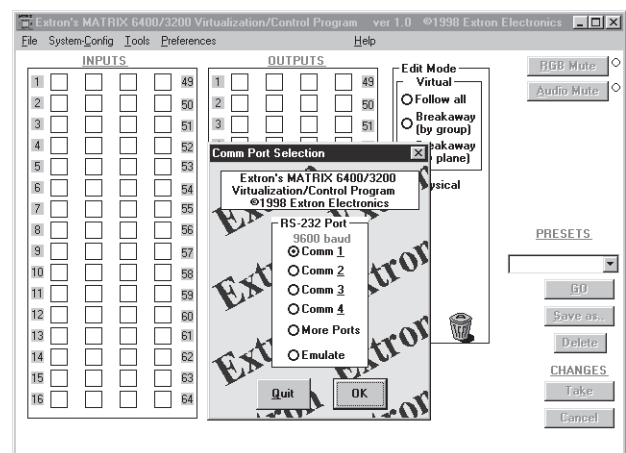 Extron's MATRIX 6400/3200 Virtualization/Control Program ver 1.0 ©1998 Extron Electronics
File System-Config Tools Preferences Help
INPUTS
1 49
2 50
3 51
4 52
5 53
6 54
7 55
8 56
9 57
10 58
11 59
12 60
13 61
14 62
15 63
16 64
OUTPUTS
1 49
2 50
3 51
Edit Mode
Virtual
Follow all
Breakaway
(by group)
Comm Port Selection
Extron's MATRIX 6400/3200
Virtualization/Control Program
©1998 Extron Electronics
RS-232 Port
9600 baud
Comm 1
Comm 2
Comm 3
Comm 4
More Ports
Emulate
Quit OK
Extron
Extron
Extron
RGB Mute
Audio Mute
PRESETS
GO
Save as..
Delete
CHANGES
Take
Cancel